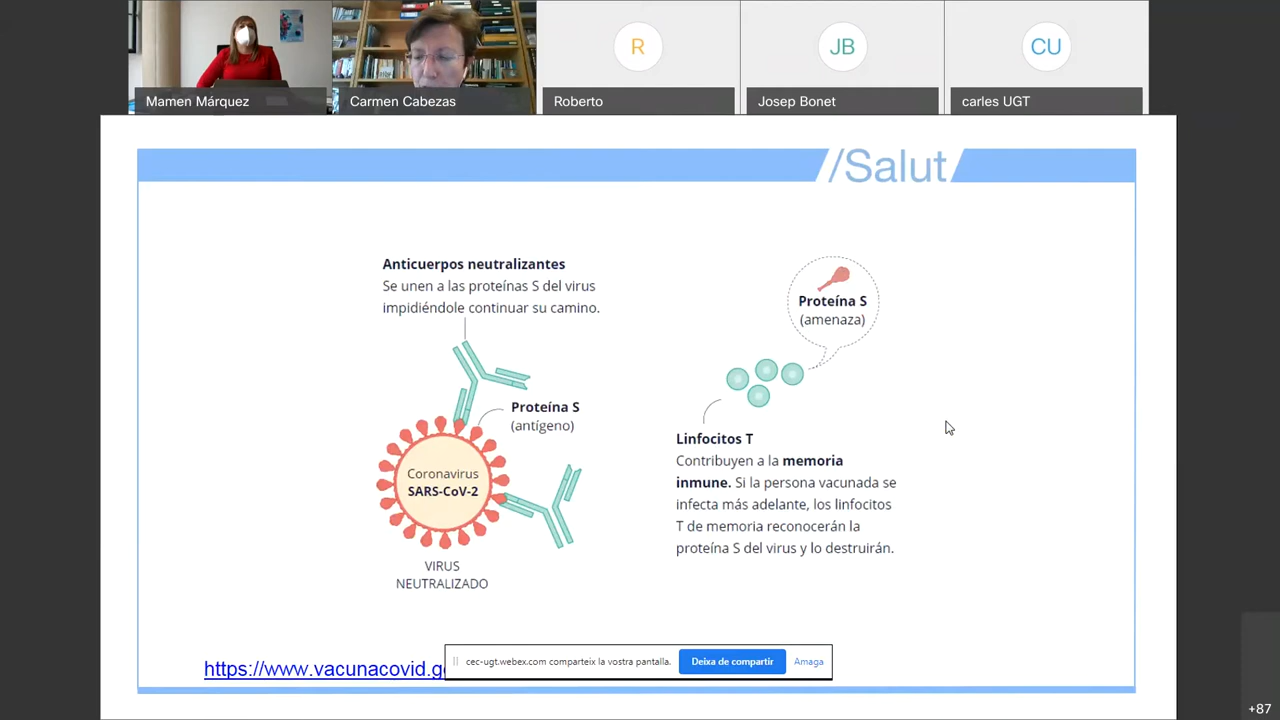 Mamen Márquez
Carmen Cabezas
R
Roberto
JB
Josep Bonet
CU
carles UGT
//Salut
Anticuerpos neutralizantes
Se unen a las proteínas S del virus
impidiéndole continuar su camino.
Proteína S
(antígeno)
Coronavirus
SARS-CoV-2
VIRUS
NEUTRALIZADO
Proteína S
(amenaza)
Linfocitos T
Contribuyen a la memoria
inmune. Si la persona vacunada se
infecta más adelante, los linfocitos
T de memoria reconocerán la
proteína S del virus y lo destruirán.
https://www.vacunacovid.g
cec-ugt.webex.com comparteix la vostra pantalla.
Deixa de compartir
Amaga
+87